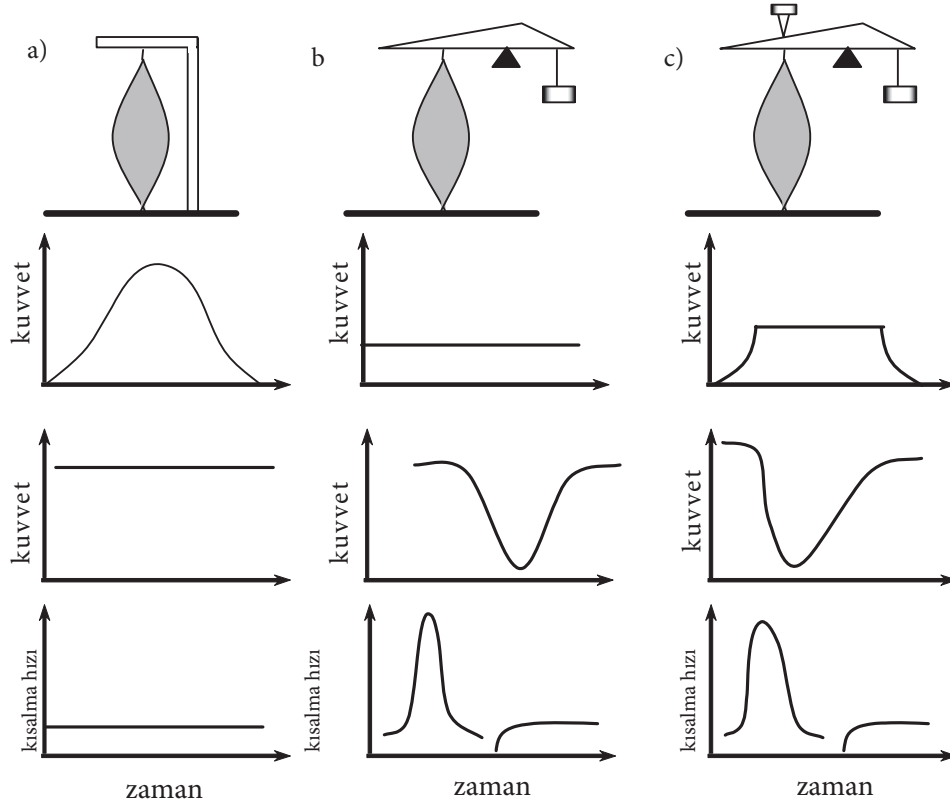 a)
b
c)
kuvvet
kuvvet
kuvvet
kuvvet
kuvvet
kuvvet
kısalma hızı
kısalma hızı
kısalma hızı
zaman
zaman
zaman